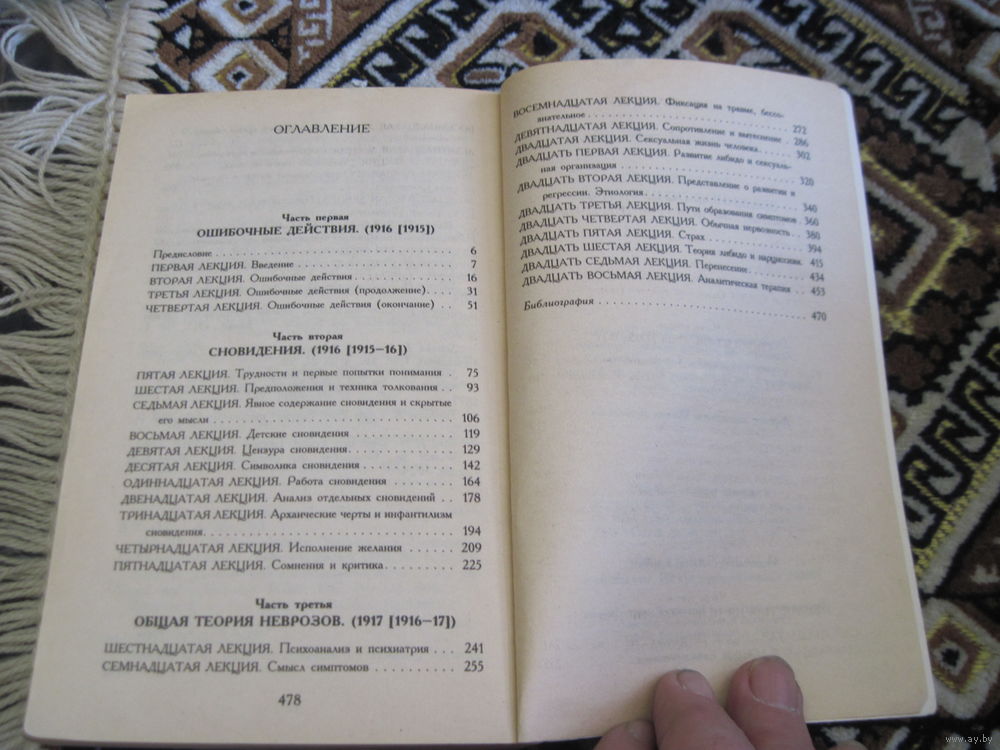 ОГЛАВЛЕНИЕ
Часть первая
ОШИБОЧНЫЕ ДЕЙСТВИЯ. (1916 [1915])
Предисловие . . . . . . . . . . 6
ПЕРВАЯ ЛЕКЦИЯ. Введение . . . . . . . . . . 7
ВТОРАЯ ЛЕКЦИЯ. Ошибочные действия . . . . . . . . . . 16
ТРЕТЬЯ ЛЕКЦИЯ. Ошибочные действия (продолжение). . . . 31
ЧЕТВЕРТАЯ ЛЕКЦИЯ. Ошибочные действия (окончание) . . 51
Часть вторая
СНОВИДЕНИЯ. (1916 [1915–16])
ПЯТАЯ ЛЕКЦИЯ. Трудности и первые попытки понимания . 75
ШЕСТАЯ ЛЕКЦИЯ. Предположения и техника толкования . . 93
СЕДЬМАЯ ЛЕКЦИЯ. Явное содержание сновидения и скрытые
его мысли . . . . . . . . . . 106
ВОСЬМАЯ ЛЕКЦИЯ. Детские сновидения . . . . . . . . . . 119
ДЕВЯТАЯ ЛЕКЦИЯ. Цензура сновидения. . . . . . . . . . 129
ДЕСЯТАЯ ЛЕКЦИЯ. Символика сновидения . . . . . . . . . . 142
ОДИННАДЦАТАЯ ЛЕКЦИЯ. Работа сновидения . . . . . . . 164
ДВЕНАДЦАТАЯ ЛЕКЦИЯ. Анализ отдельных сновидений . . 178
ТРИНАДЦАТАЯ ЛЕКЦИЯ. Архаические черты и инфантилизм
сновидения. . . . . . . . . . 194
ЧЕТЫРНАДЦАТАЯ ЛЕКЦИЯ. Исполнение желания . . . . . . 209
ПЯТНАДЦАТАЯ ЛЕКЦИЯ. Сомнения и критика. . . . . . . . . 225
Часть третья
ОБЩАЯ ТЕОРИЯ НЕВРОЗОВ. (1917 [1916–17])
ШЕСТНАДЦАТАЯ ЛЕКЦИЯ. Психоанализ и психиатрия . . . 241
СЕМНАДЦАТАЯ ЛЕКЦИЯ. Смысл симптомов . . . . . . . . . . 255
478
ВОСЕМНАДЦАТАЯ ЛЕКЦИЯ. Фиксация на травме, бессо-
знательное . . . . . . . . . . 272
ДЕВЯТНАДЦАТАЯ ЛЕКЦИЯ. Сопротивление и вытеснение . 286
ДВАДЦАТАЯ ЛЕКЦИЯ. Сексуальная жизнь человека. . . . . 302
ДВАДЦАТЬ ПЕРВАЯ ЛЕКЦИЯ. Развитие либидо и сексуаль-
ная организация . . . . . . . . . . 320
ДВАДЦАТЬ ВТОРАЯ ЛЕКЦИЯ. Представление о развитии и
регрессии. Этиология. . . . . . . . . . 340
ДВАДЦАТЬ ТРЕТЬЯ ЛЕКЦИЯ. Пути образования симптомов 360
ДВАДЦАТЬ ЧЕТВЕРТАЯ ЛЕКЦИЯ. Обычная нервозность . . 380
ДВАДЦАТЬ ПЯТАЯ ЛЕКЦИЯ. Страх . . . . . . . . . . 394
ДВАДЦАТЬ ШЕСТАЯ ЛЕКЦИЯ. Теория либидо и нарциссизм. 415
ДВАДЦАТЬ СЕДЬМАЯ ЛЕКЦИЯ. Перенесение . . . . . . . . 434
ДВАДЦАТЬ ВОСЬМАЯ ЛЕКЦИЯ. Аналитическая терапия . . 453
Библиография . . . . . . . . . . 470
www.ay.by